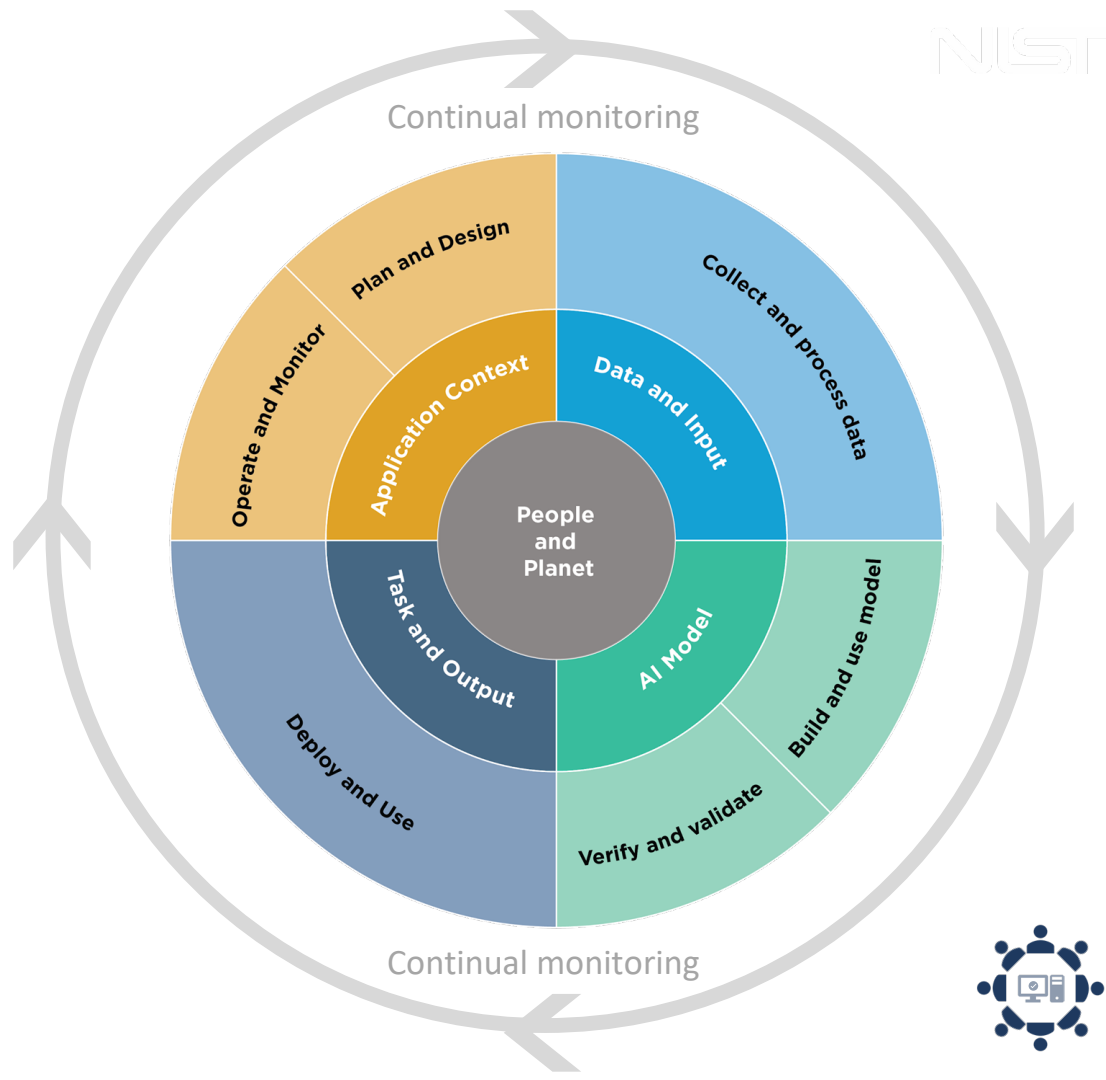 NIST
Continual monitoring
Plan and Design
Collect and process data
Operate and Monitor
Application Context
Data and Input
People
and
Planet
Task and Output
AI Model
Build and use model
Deploy and Use
Verify and validate
Continual monitoring